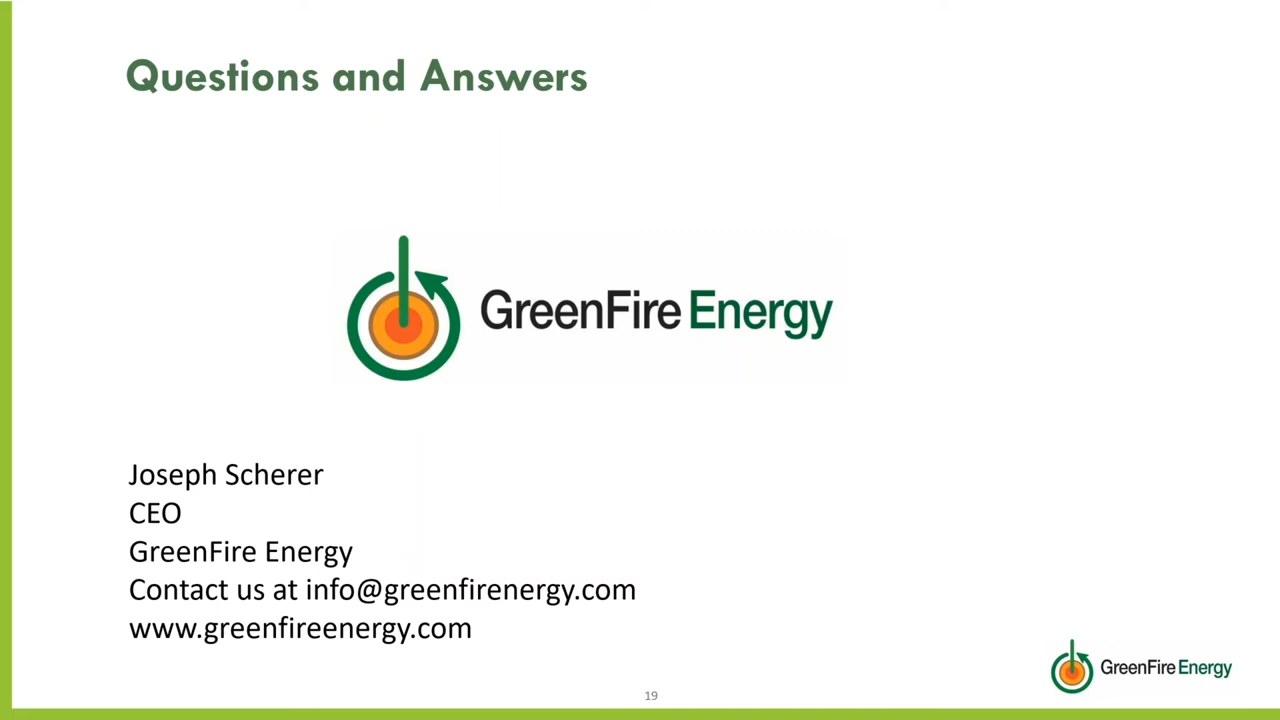 Questions and Answers
GreenFire Energy
Joseph Scherer
CEO
GreenFire Energy
Contact us at info@greenfirenergy.com
www.greenfireenergy.com
GreenFire Energy
19